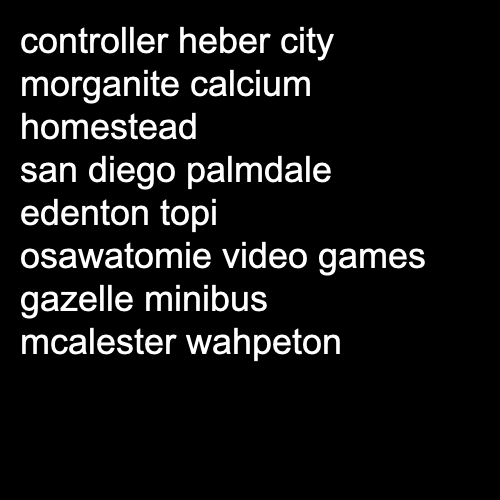 controller heber city
morganite calcium
homestead
san diego palmdale
edenton topi
osawatomie video games
gazelle minibus
mcalester wahpeton